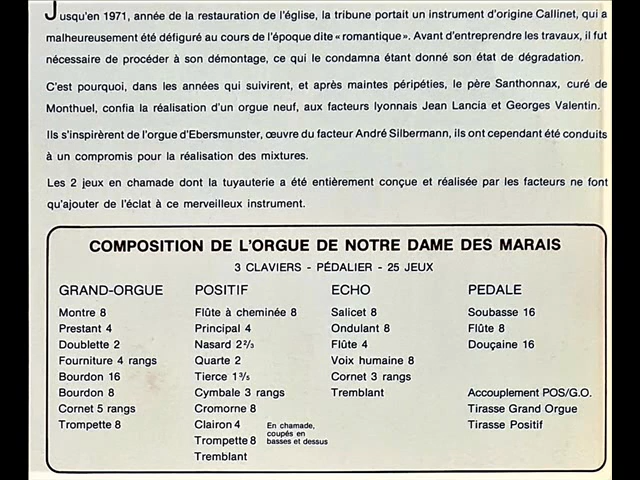 Jusqu'en 1971, année de la restauration de l'église, la tribune portait un instrument d'origine Callinet, qui a
malheureusement été défiguré au cours de l'époque dite « romantique ». Avant d'entreprendre les travaux, il fut
nécessaire de procéder à son démontage, ce qui le condamna étant donné son état de dégradation.
C'est pourquoi, dans les années qui suivirent, et après maintes péripéties, le père Santhonnax, curé de
Monthuel, confia la réalisation d'un orgue neuf, aux facteurs lyonnais Jean Lancia et Georges Valentin.
Ils s'inspirèrent de l'orgue d'Ebersmunster, œuvre du facteur André Silbermann, ils ont cependant été conduits
à un compromis pour la réalisation des mixtures.
Les 2 jeux en chamade dont la tuyauterie a été entièrement conçue et réalisée par les facteurs ne font
qu'ajouter de l'éclat à ce merveilleux instrument.
COMPOSITION DE L'ORGUE DE NOTRE DAME DES MARAIS
3 CLAVIERS - PÉDALIER - 25 JEUX
GRAND-ORGUE
Montre 8
Prestant 4
Doublette 2
Fourniture 4 rangs
Bourdon 16
Bourdon 8
Cornet 5 rangs
Trompette 8
POSITIF
Flûte à cheminée 8
Principal 4
Nasard 2 2/3
Quarte 2
Tierce 1 3/5
Cymbale 3 rangs
Cromorne 8
Clairon 4
Trompette 8
En chamade,
coupés en
basses et dessus
Tremblant
ECHO
Salicet 8
Ondulant 8
Flûte 4
Voix humaine 8
Cornet 3 rangs
Tremblant
PEDALE
Soubasse 16
Flûte 8
Douçaine 16
Accouplement POS/G.O.
Tirasse Grand Orgue
Tirasse Positif